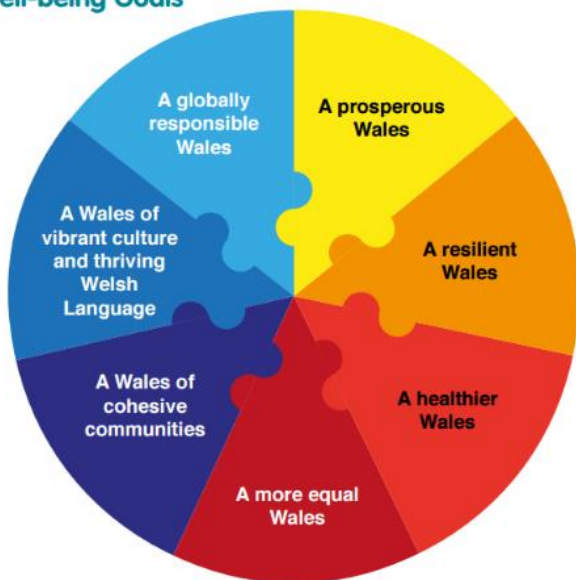 Goals
A globally
responsible
Wales
A prosperous
Wales
A resilient
Wales
A healthier
Wales
A more equal
Wales
A Wales of
cohesive
communities
A Wales of
vibrant culture
and thriving
Welsh
Language